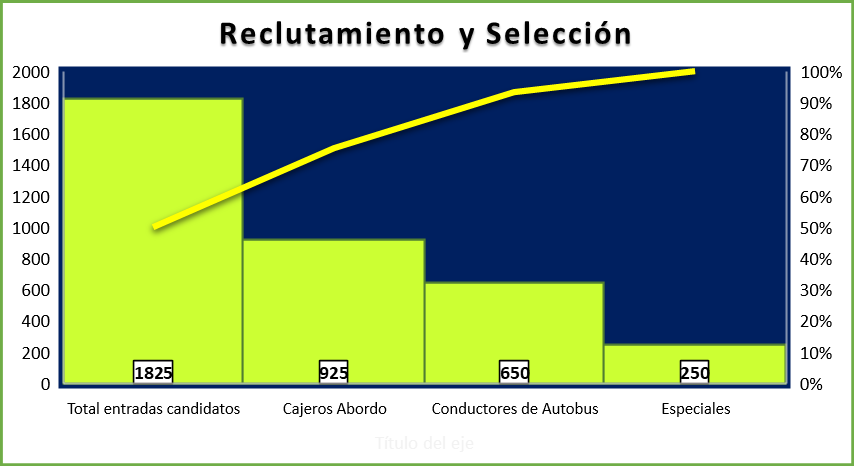 Reclutamiento y Selección
2000 100%
1800 90%
1600 80%
1400 70%
1200 60%
1000 50%
800 40%
600 30%
400 20%
200 10%
0 0%
1825 925 650 250
Total entradas candidatos Cajeros Abordo Conductores de Autobus Especiales
Título del eje